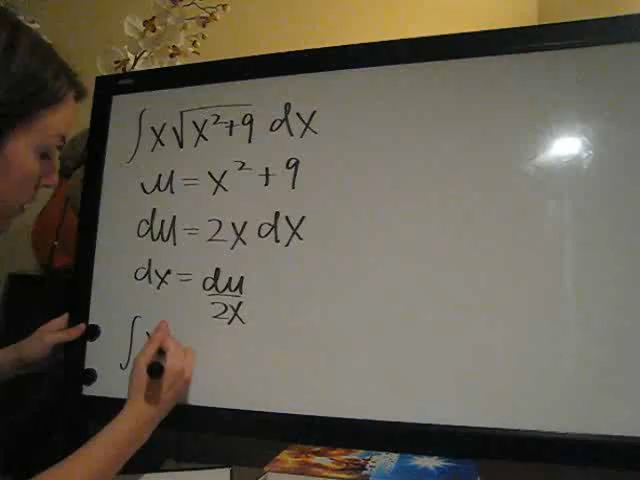 ∫x√(x²+9) dx
u = x² + 9
du = 2x dx
dx = du/2x
∫x